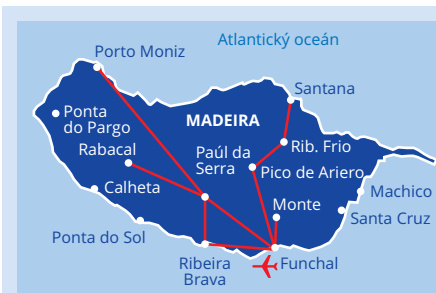 Atlantický oceán
Porto Moniz
Santana
Ponta
do Pargo
MADEIRA
Rabacal
Paúl da
Serra
Rib. Frio
Pico de Ariero
Calheta
Monte
Machico
Santa Cruz
Ponta do Sol
Ribeira
Brava
Funchal